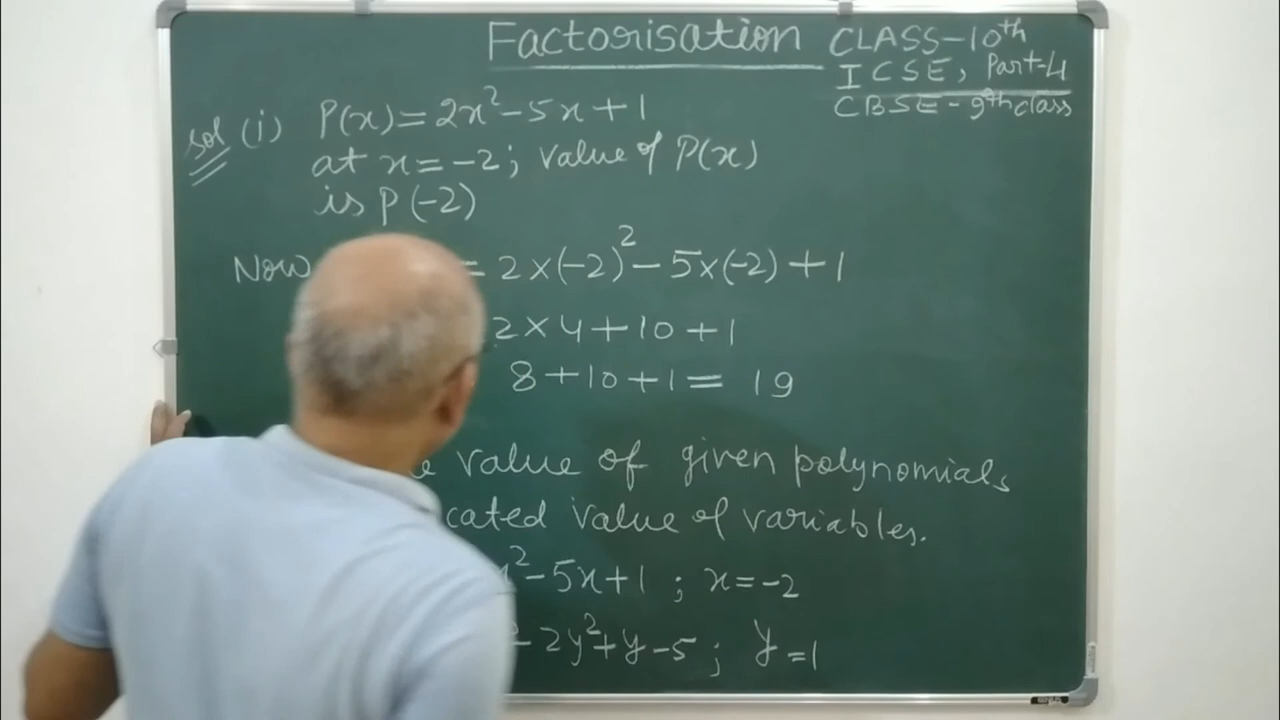 Factorisation CLASS-10th
ICSE, Part-4
CBSE - 9th class
Sol (i) P(x) = 2x² - 5x + 1
at x = -2; value of P(x)
is P(-2)
Now = 2×(-2)² - 5×(-2) + 1
2×4 + 10 + 1
8 + 10 + 1 = 19
value of given polynomials
value of variables.
x² - 5x + 1 ; x = -2
- 2y² + y - 5 ; y = 1